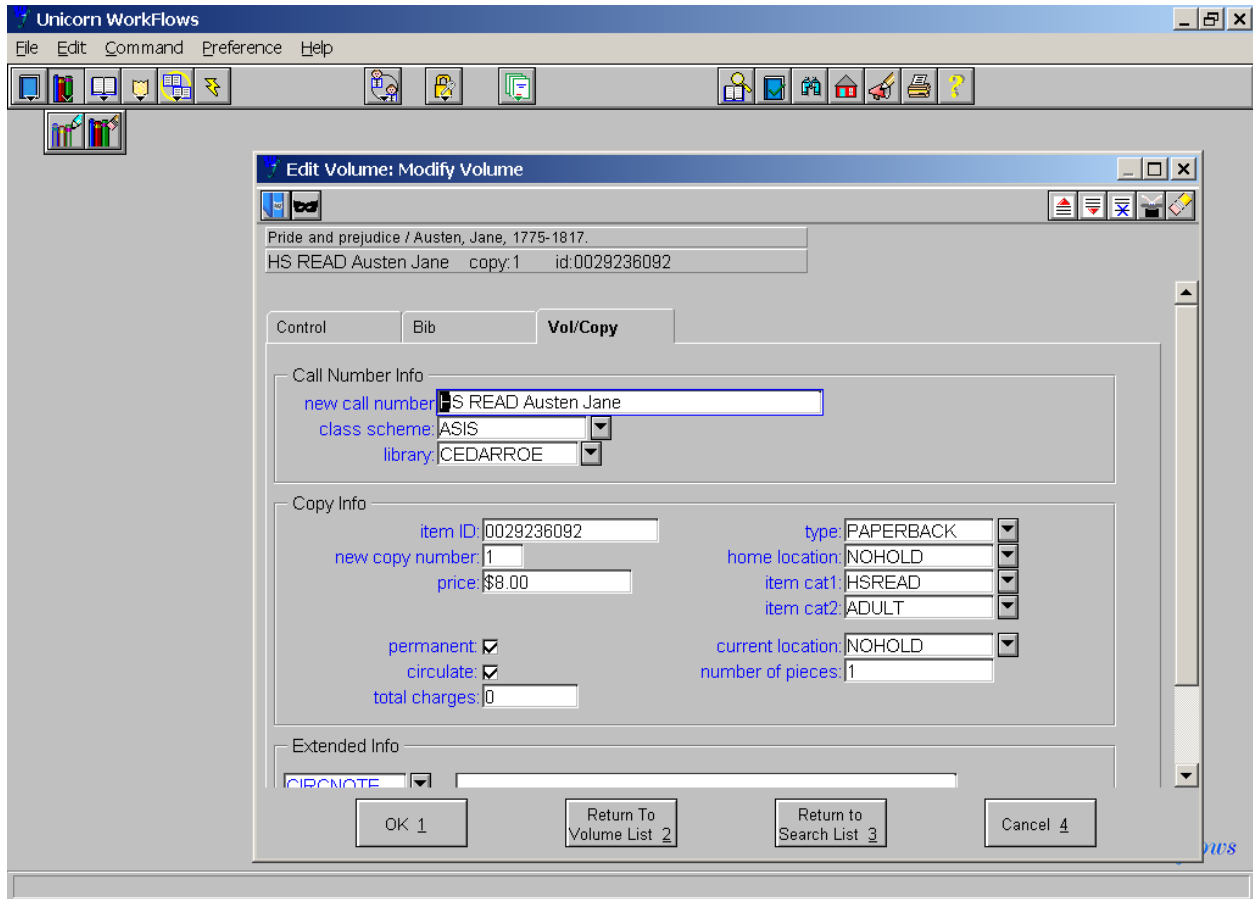 Unicorn WorkFlows
File Edit Command Preference Help
Edit Volume: Modify Volume
Pride and prejudice / Austen, Jane, 1775-1817.
HS READ Austen Jane copy:1 id:0029236092
Control Bib Vol/Copy
Call Number Info
new call number HS READ Austen Jane
class scheme: ASIS
library: CEDARROE
Copy Info
item ID: 0029236092 type: PAPERBACK
new copy number: 1 home location: NOHOLD
price: $8.00 item cat1: HSREAD
item cat2: ADULT
permanent: current location: NOHOLD
circulate: number of pieces: 1
total charges: 0
Extended Info
CIRCNOTE
OK 1 Return To Volume List 2 Return to Search List 3 Cancel 4